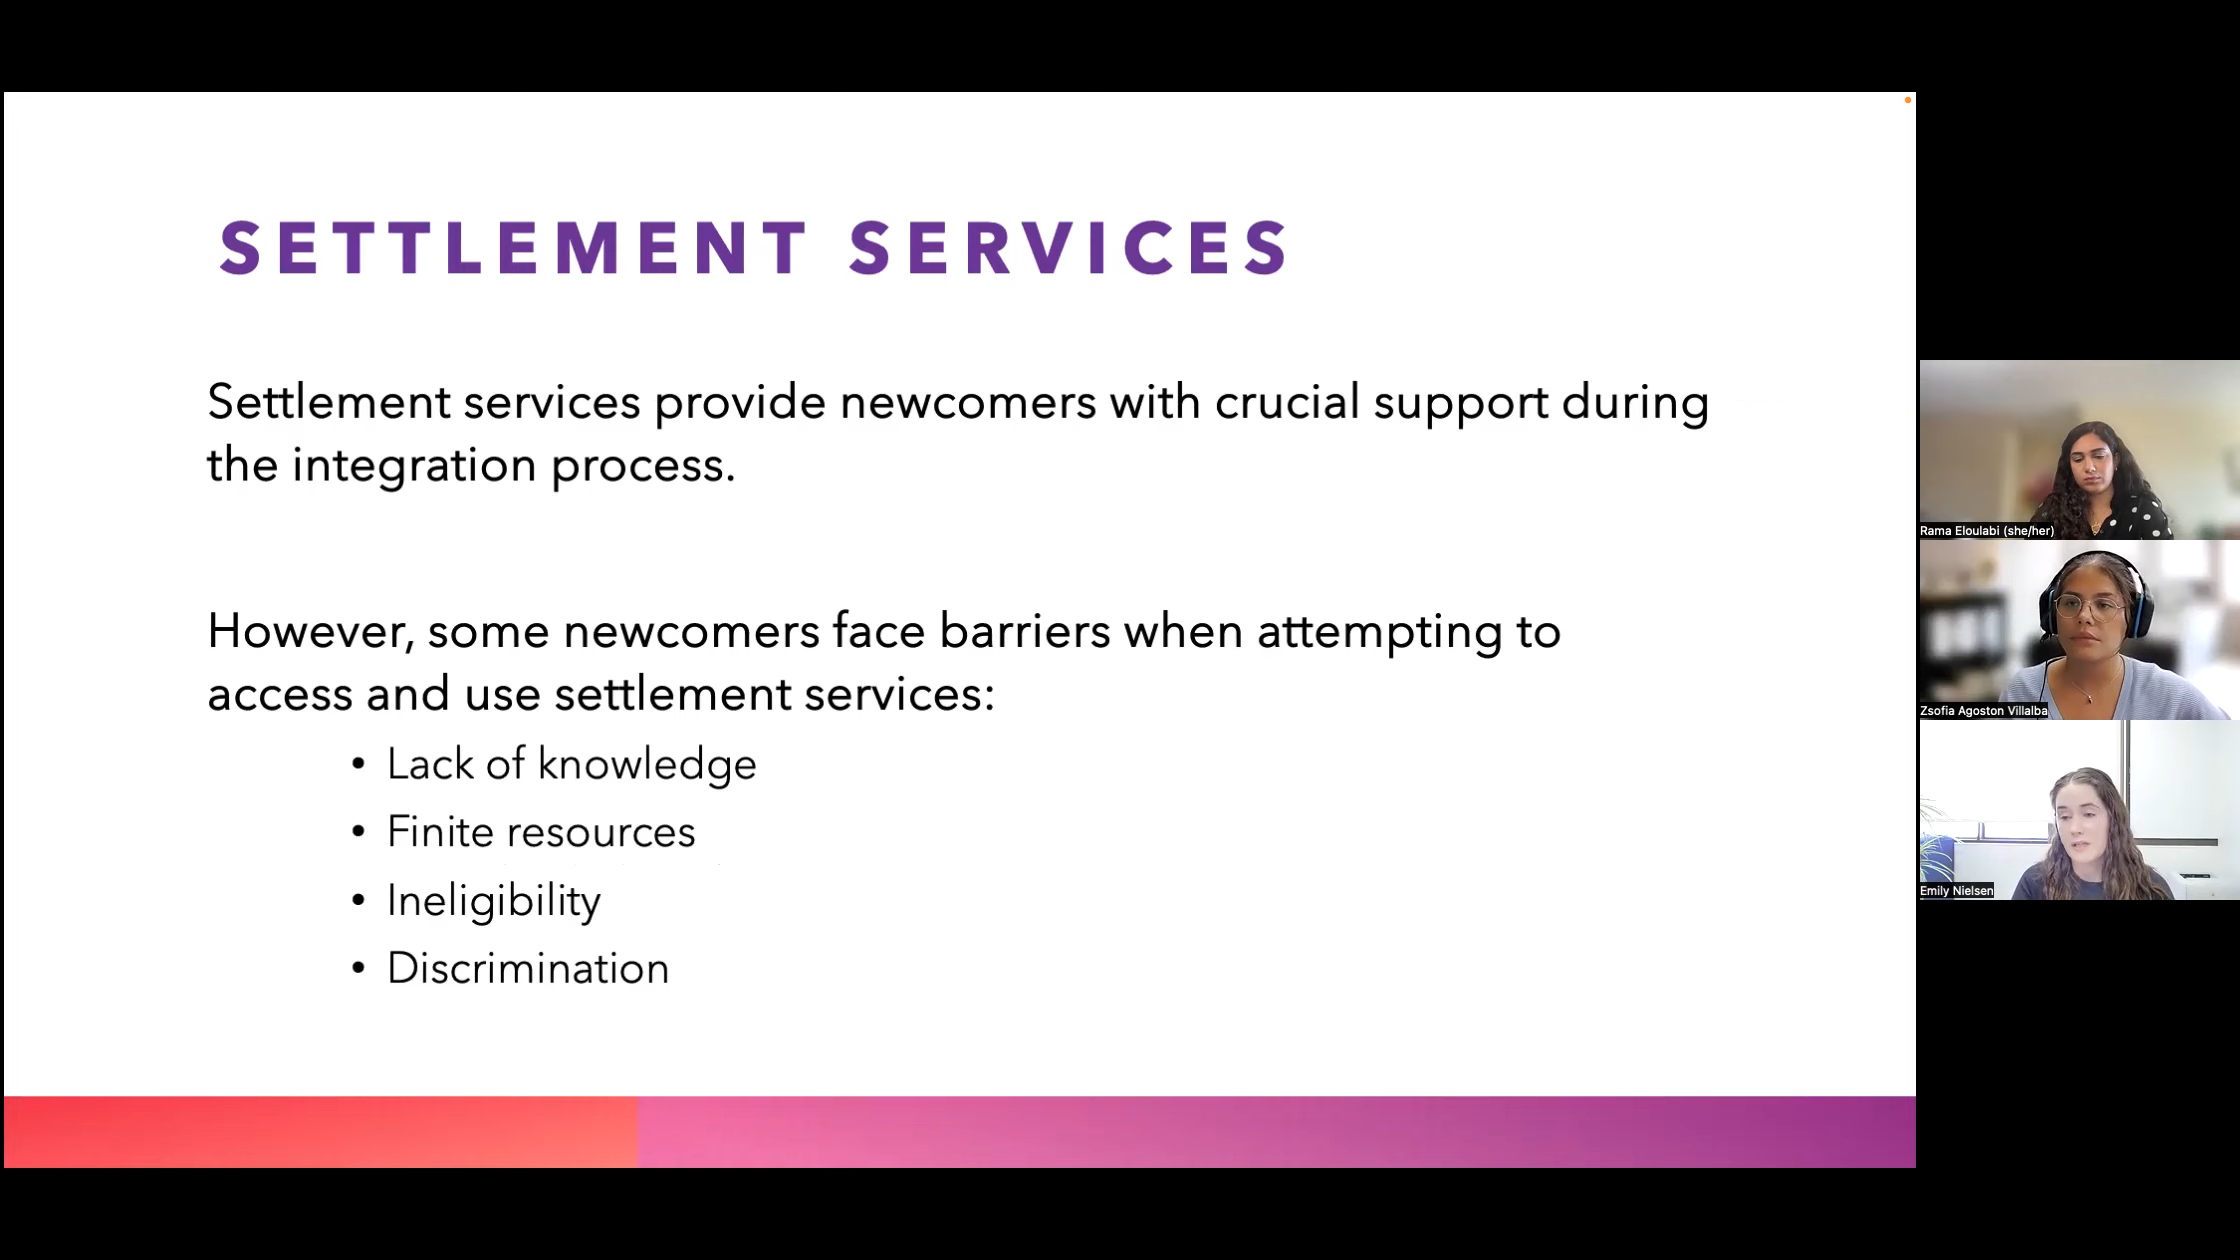 SETTLEMENT SERVICES
Settlement services provide newcomers with crucial support during
the integration process.
However, some newcomers face barriers when attempting to
access and use settlement services:
• Lack of knowledge
• Finite resources
• Ineligibility
• Discrimination
Rama Eloulabi (she/her)
Zsofia Agoston Villalba
Emily Nielsen